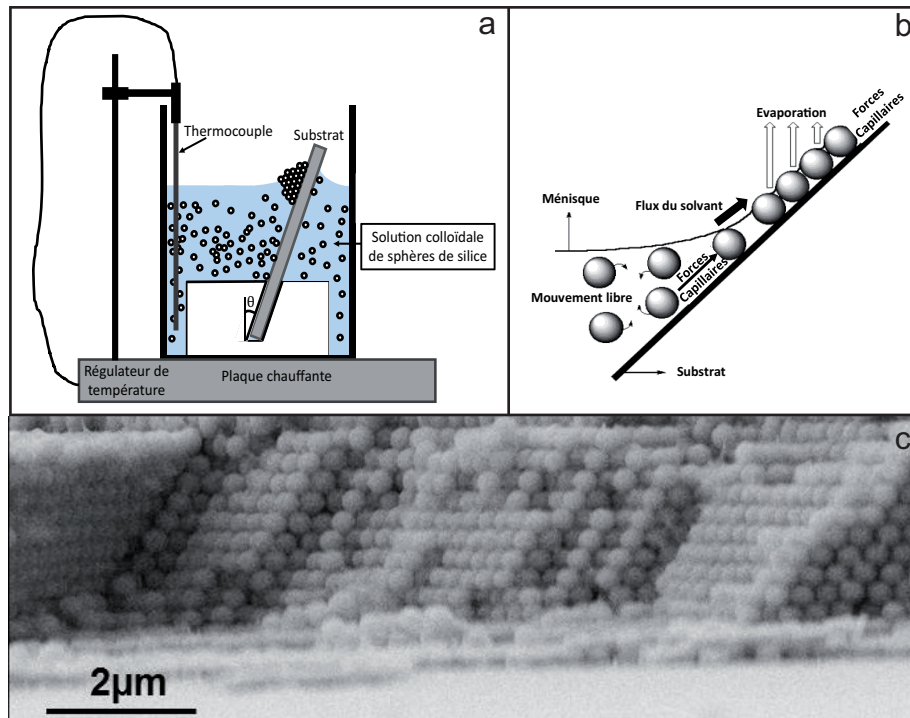 a
Thermocouple
Substrat
Solution colloïdale
de sphères de silice
θ
Régulateur de
température
Plaque chauffante
b
Evaporation
Forces
Capillaires
Ménisque
Flux du solvant
Forces
Capillaires
Mouvement libre
Substrat
c
2μm